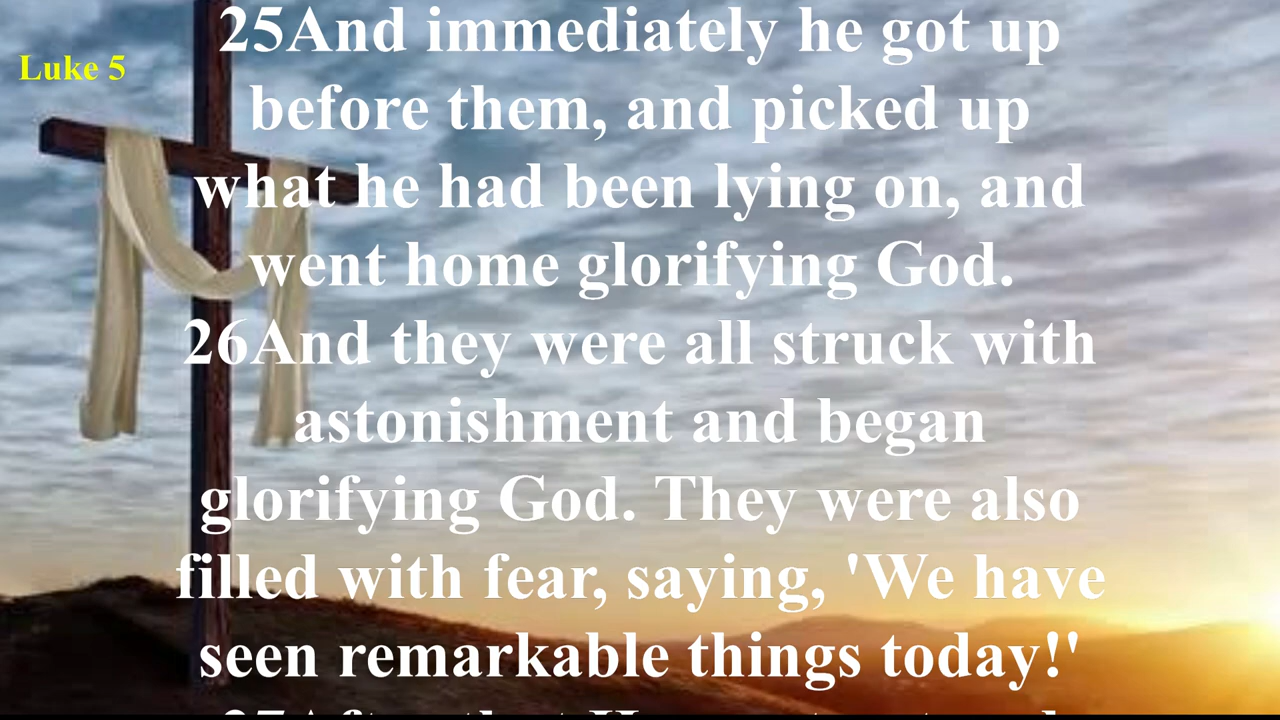 Luke 5
25And immediately he got up
before them, and picked up
what he had been lying on, and
went home glorifying God.
26And they were all struck with
astonishment and began
glorifying God. They were also
filled with fear, saying, 'We have
seen remarkable things today!'